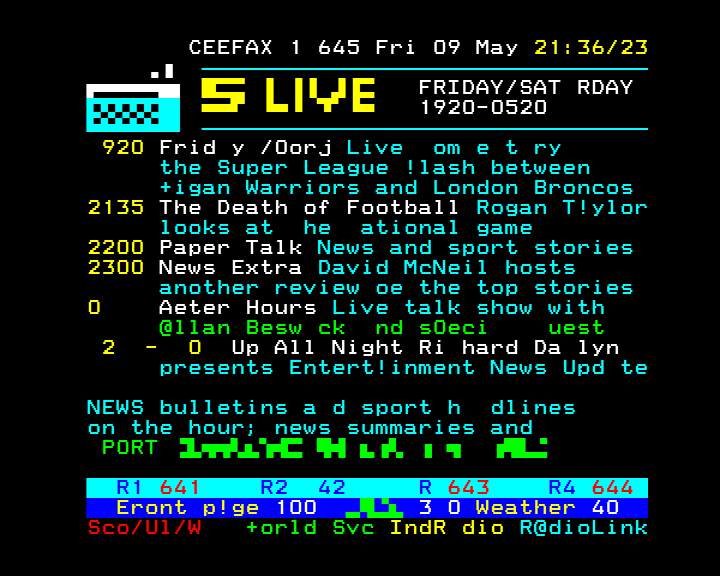 CEEFAX 1 645 Fri 09 May 21:36/23
5 LIVE
FRIDAY/SAT RDAY
1920-0520
920 Frid y /Oorj Live om e t ry
the Super League !lash between
+igan Warriors and London Broncos
2135 The Death of Football Rogan T!ylor
looks at he ational game
2200 Paper Talk News and sport stories
2300 News Extra David McNeil hosts
another review oe the top stories
0 Aeter Hours Live talk show with
@llan Besw ck nd sOeci uest
2 - 0 Up All Night Ri hard Da lyn
presents Entert!inment News Upd te
NEWS bulletins a d sport h dlines
on the hour; news summaries and
PORT
R1 641 R2 42 R 643 R4 644
Eront p!ge 100 3 0 Weather 40
Sco/Ul/W +orld Svc IndR dio R@dioLink